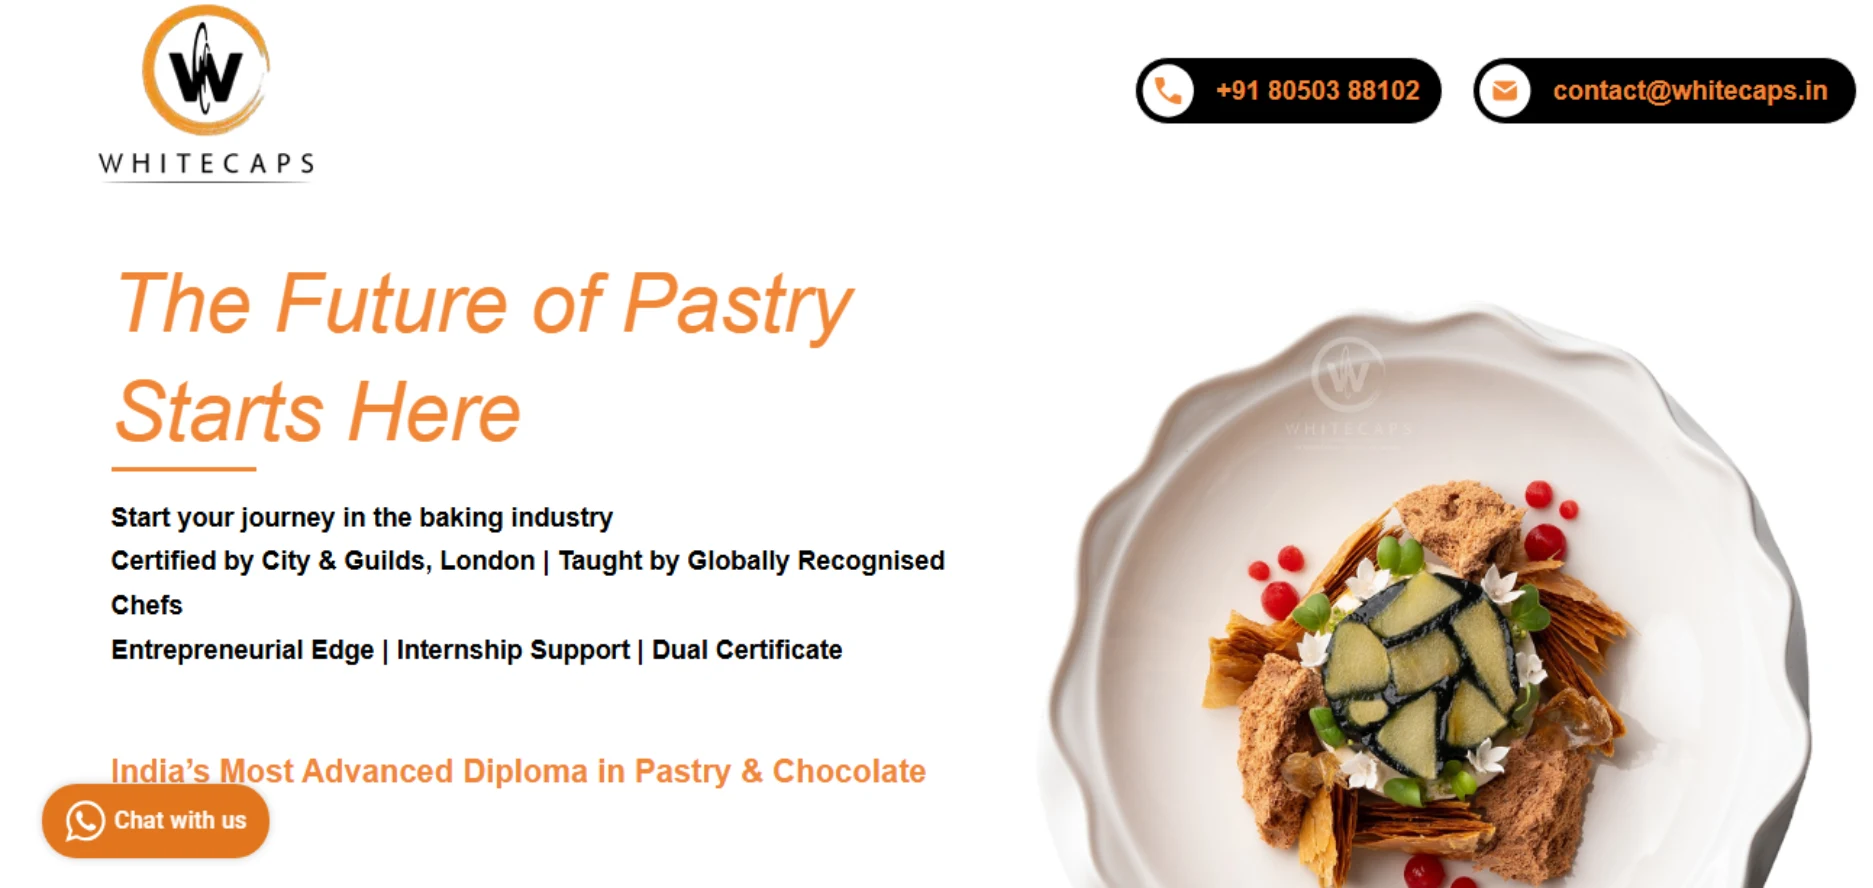 W
WHITECAPS
+91 80503 88102
contact@whitecaps.in
The Future of Pastry
Starts Here
Start your journey in the baking industry
Certified by City & Guilds, London | Taught by Globally Recognised
Chefs
Entrepreneurial Edge | Internship Support | Dual Certificate
W
WHITECAPS
India’s Most Advanced Diploma in Pastry & Chocolate
Chat with us